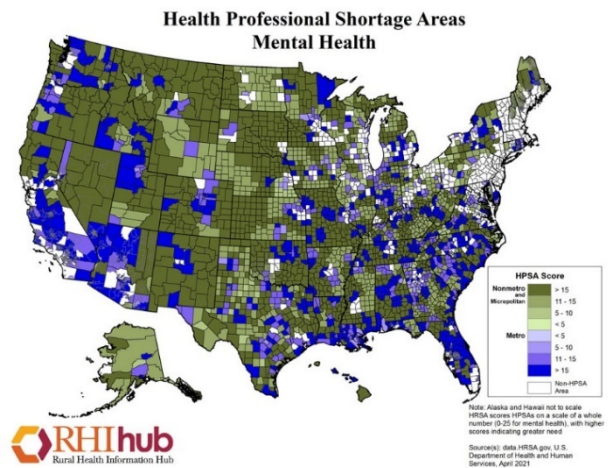 Health Professional Shortage Areas
Mental Health
HPSA Score
Nonmetro
and
Micropolitan
> 15
11 - 15
5 - 10
< 5
Metro
< 5
5 - 10
11 - 15
> 15
Non-HPSA
Area
Note: Alaska and Hawaii not to scale
HRSA scores HPSAs on a scale of a whole
number (0-25 for mental health), with higher
scores indicating greater need
Source(s): data.HRSA.gov, U.S.
Department of Health and Human
Services, April 2021
RHIhub
Rural Health Information Hub